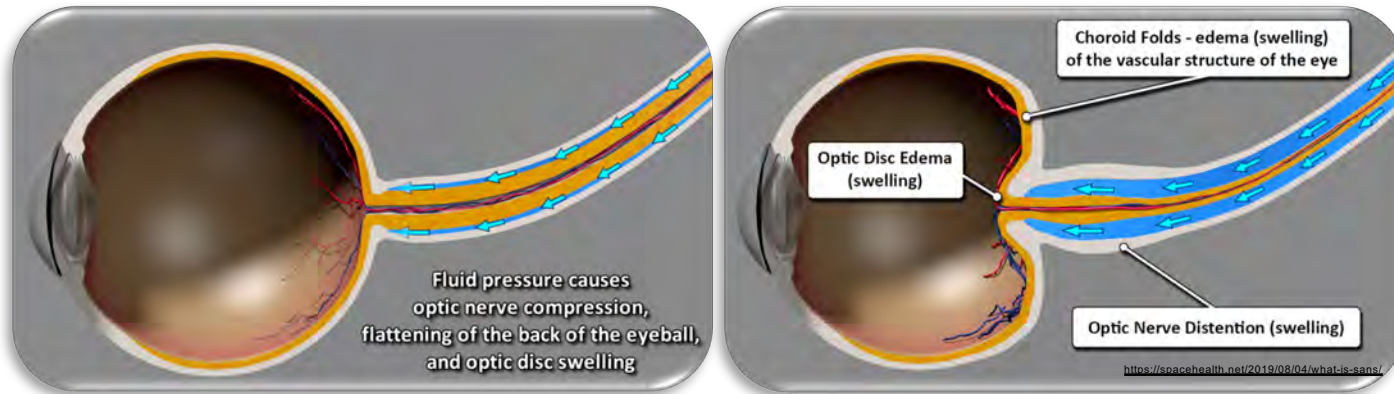 Fluid pressure causes
optic nerve compression,
flattening of the back of the eyeball,
and optic disc swelling
Choroid Folds - edema (swelling)
of the vascular structure of the eye
Optic Disc Edema
(swelling)
Optic Nerve Distention (swelling)
https://spacehealth.net/2019/08/04/what-is-sans/